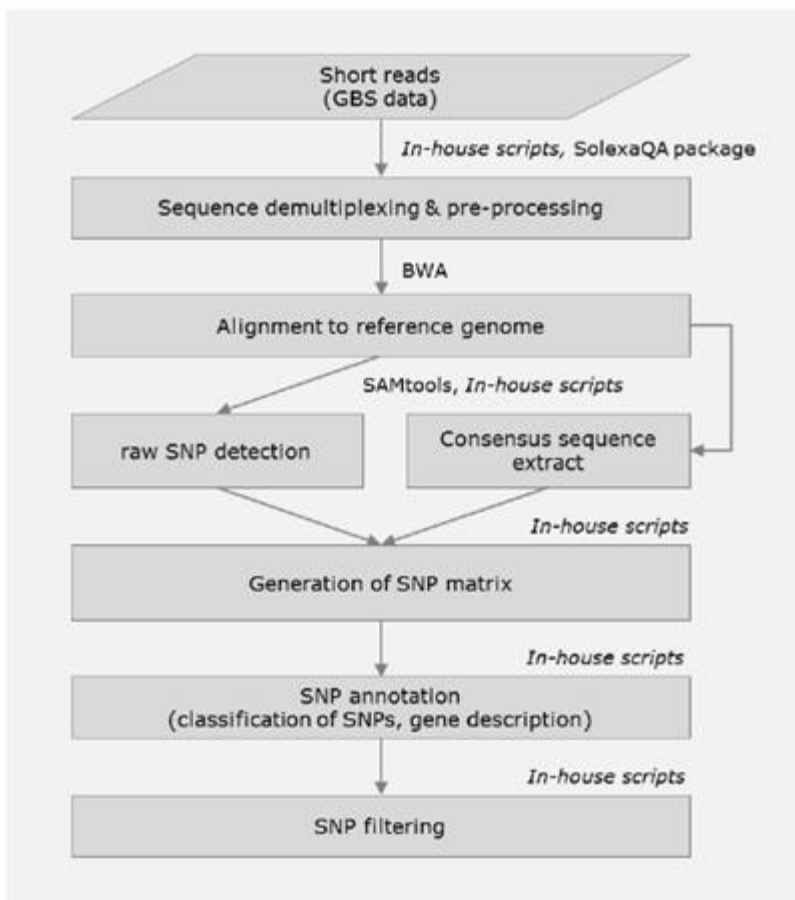 Short reads
(GBS data)
In-house scripts, SolexaQA package
Sequence demultiplexing & pre-processing
BWA
Alignment to reference genome
SAMtools, In-house scripts
raw SNP detection
Consensus sequence
extract
In-house scripts
Generation of SNP matrix
In-house scripts
SNP annotation
(classification of SNPs, gene description)
In-house scripts
SNP filtering